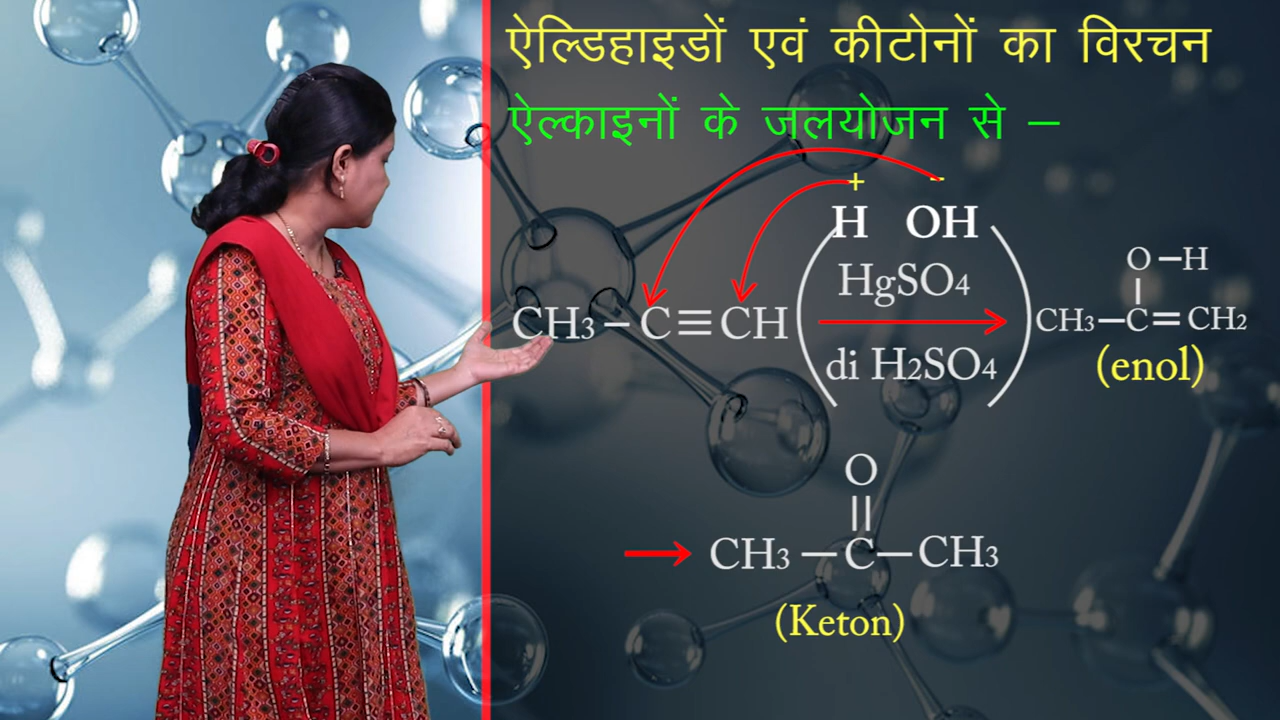 ऐल्डिहाइडों एवं कीटोनों का विरचन
ऐल्काइनों के जलयोजन से –
+ -
H OH
HgSO4
O–H
CH3–C≡CH
CH3–C=CH2
di H2SO4
(enol)
O
CH3–C–CH3
(Keton)